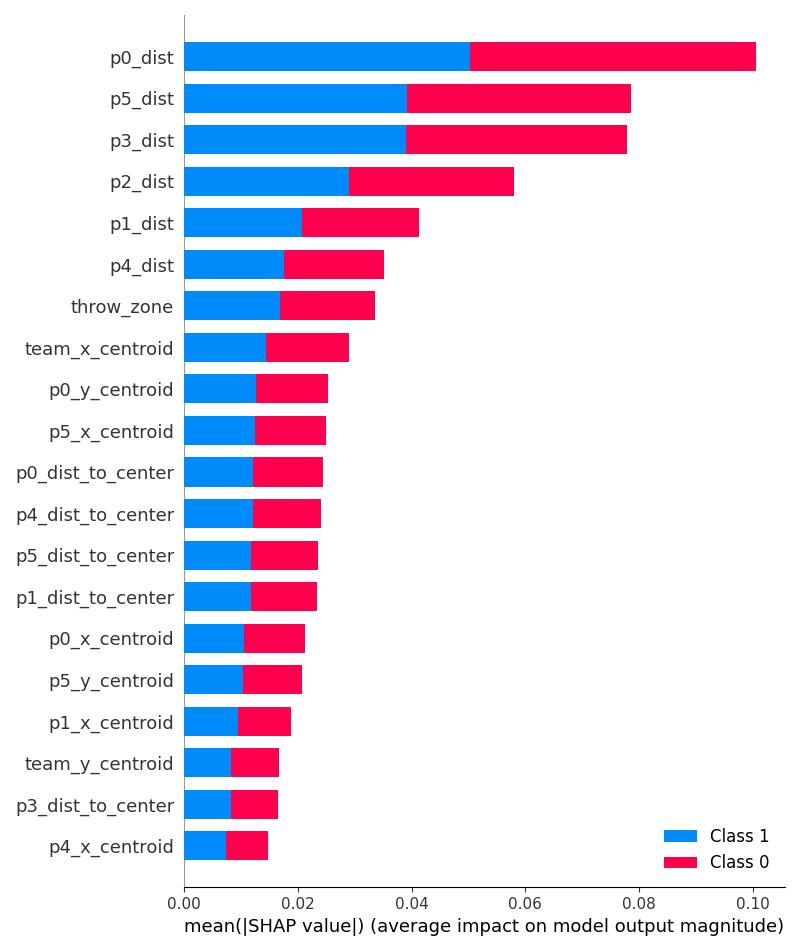 p0_dist
p5_dist
p3_dist
p2_dist
p1_dist
p4_dist
throw_zone
team_x_centroid
p0_y_centroid
p5_x_centroid
p0_dist_to_center
p4_dist_to_center
p5_dist_to_center
p1_dist_to_center
p0_x_centroid
p5_y_centroid
p1_x_centroid
team_y_centroid
p3_dist_to_center
p4_x_centroid
Class 1
Class 0
0.00 0.02 0.04 0.06 0.08 0.10
mean(|SHAP value|) (average impact on model output magnitude)